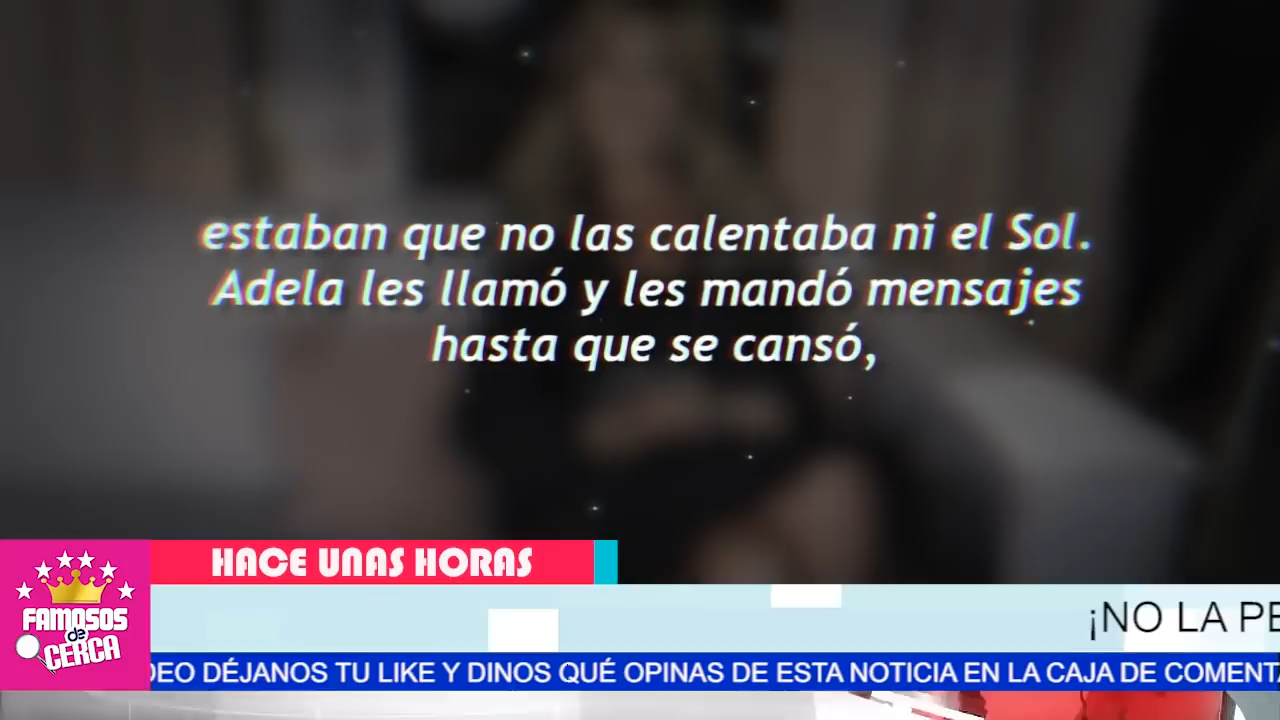 estaban que no las calentaba ni el Sol.
Adela les llamó y les mandó mensajes
hasta que se cansó,
HACE UNAS HORAS
FAMOSOS
de
CERCA
¡NO LA
DEO DÉJANOS TU LIKE Y DINOS QUÉ OPINAS DE ESTA NOTICIA EN LA CAJA DE COMENTA